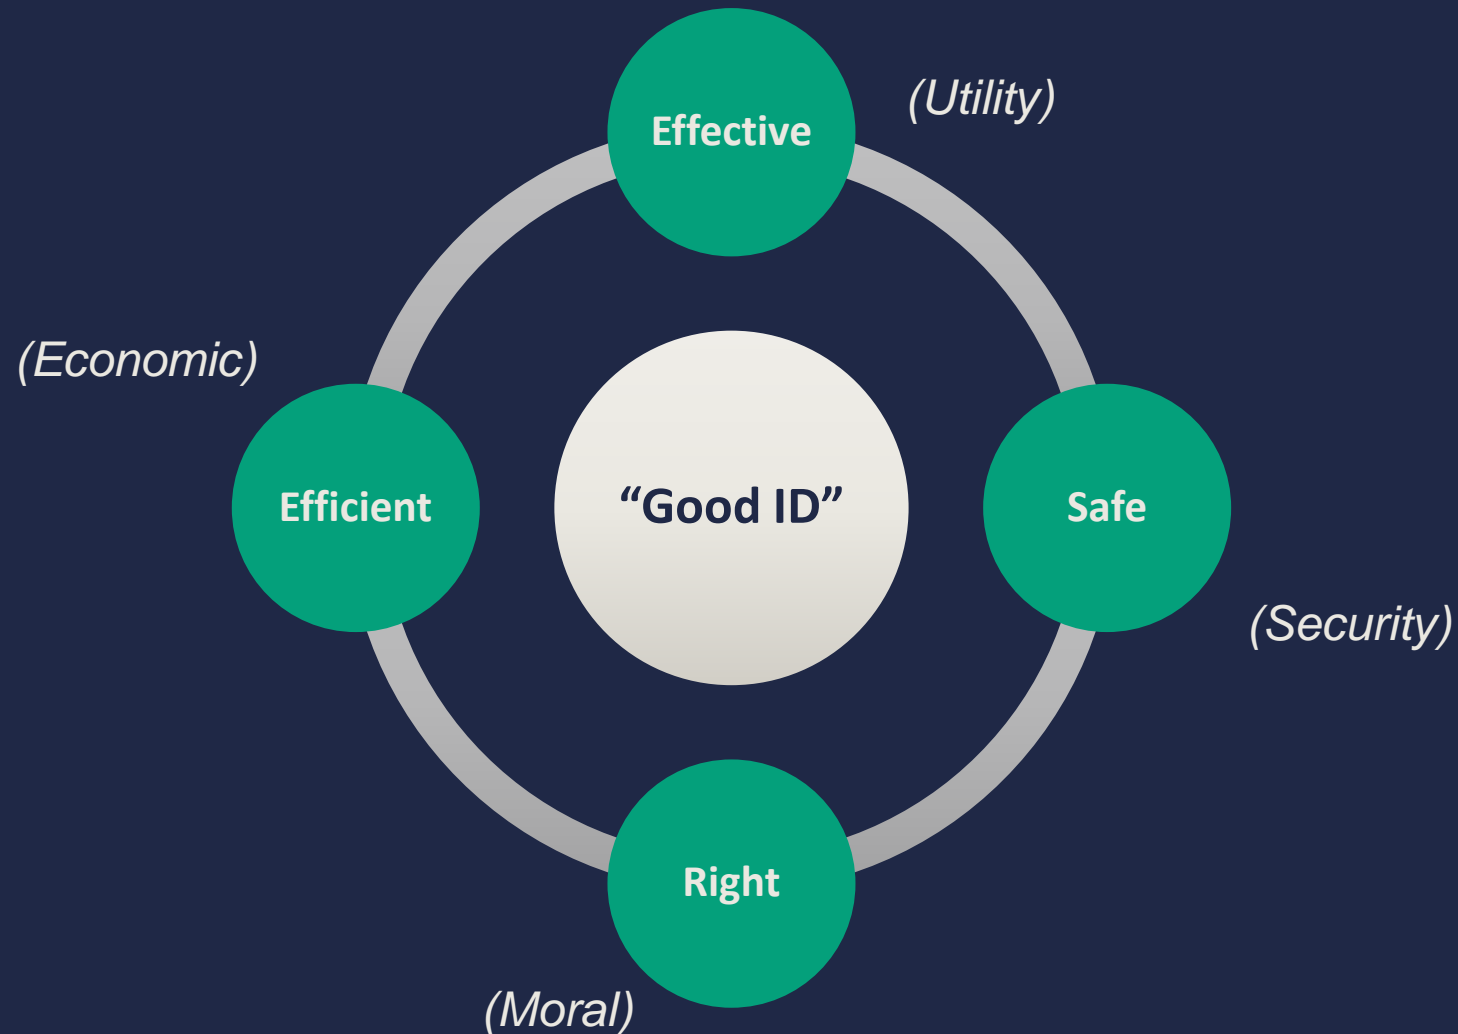 Effective
(Utility)
(Economic)
Efficient
“Good ID”
Safe
(Security)
Right
(Moral)